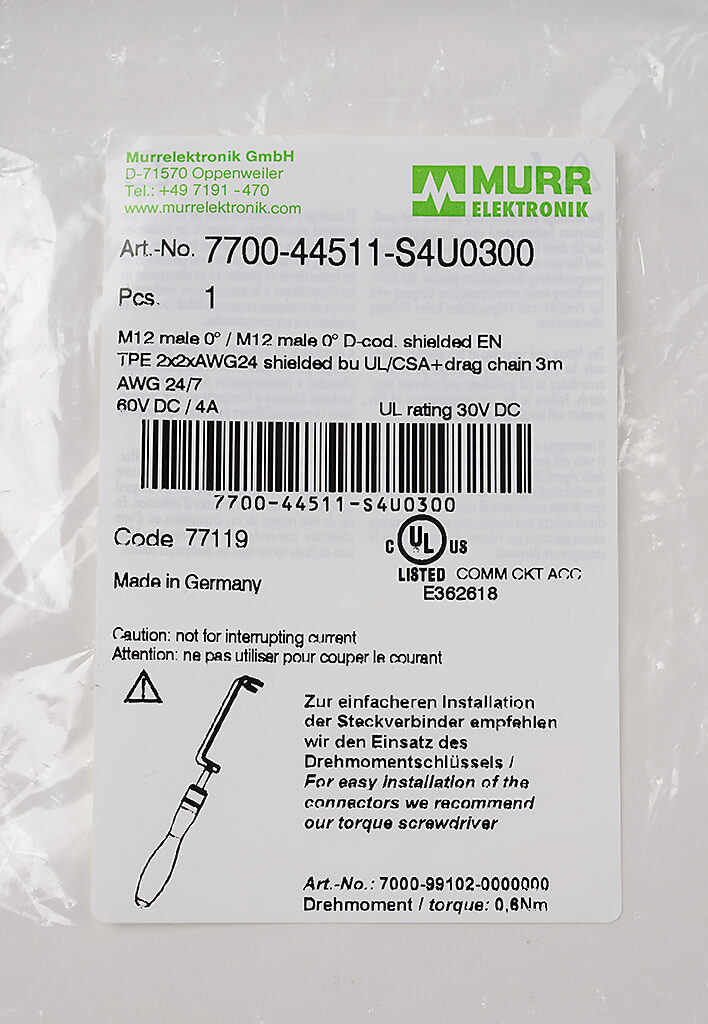 Murrelektronik GmbH
D-71570 Oppenweiler
Tel.: +49 7191 -470
www.murrelektronik.com
MURR
ELEKTRONIK
Art.-No. 7700-44511-S4U0300
Pcs. 1
M12 male 0° / M12 male 0° D-cod. shielded EN
TPE 2x2xAWG24 shielded bu UL/CSA+drag chain 3m
AWG 24/7
60V DC / 4A UL rating 30V DC
7700-44511-S4U0300
Code 77119
C UL US
LISTED COMM CKT ACC
E362618
Made in Germany
Caution: not for interrupting current
Attention: ne pas utiliser pour couper le courant
Zur einfacheren Installation
der Steckverbinder empfehlen
wir den Einsatz des
Drehmomentschlüssels /
For easy installation of the
connectors we recommend
our torque screwdriver
Art.-No.: 7000-99102-0000000
Drehmoment / torque: 0,6Nm